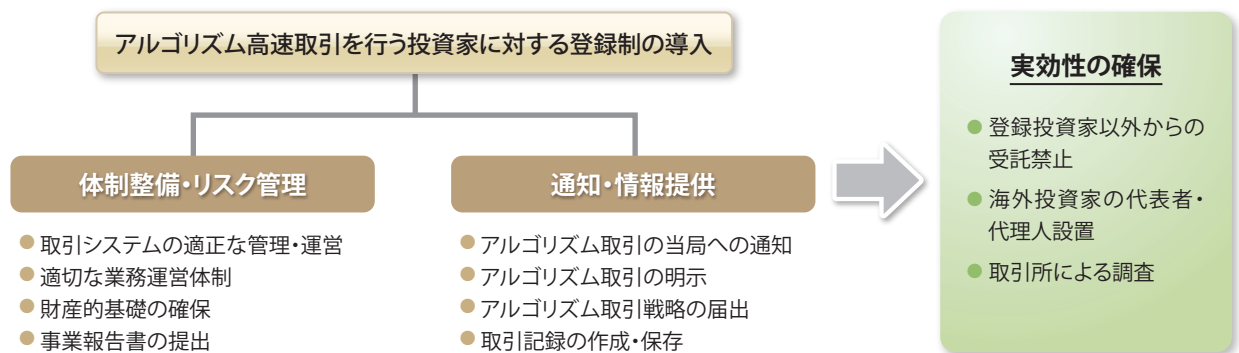 アルゴリズム高速取引を行う投資家に対する登録制の導入
体制整備・リスク管理
● 取引システムの適正な管理・運営
● 適切な業務運営体制
● 財産的基礎の確保
● 事業報告書の提出
通知・情報提供
● アルゴリズム取引の当局への通知
● アルゴリズム取引の明示
● アルゴリズム取引戦略の届出
● 取引記録の作成・保存
実効性の確保
● 登録投資家以外からの
受託禁止
● 海外投資家の代表者・
代理人設置
● 取引所による調査